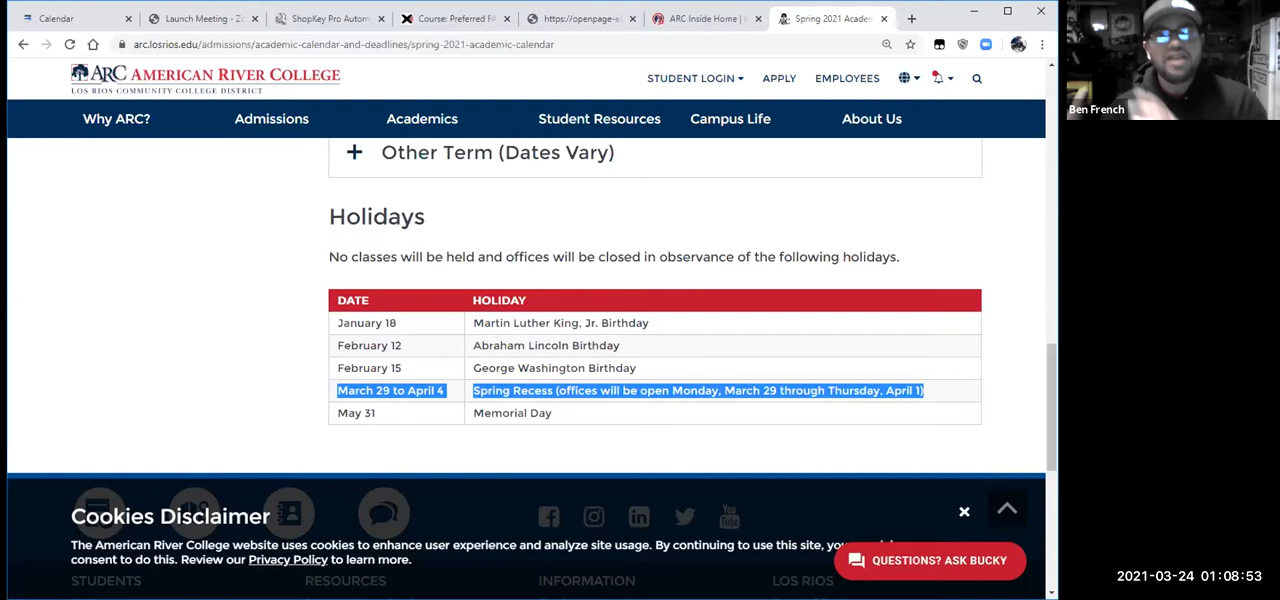 Calendar
Launch Meeting - Zo
ShopKey Pro Autom
Course: Preferred FA
https://openpage-el
ARC Inside Home | I
Spring 2021 Academ
arc.losrios.edu/admissions/academic-calendar-and-deadlines/spring-2021-academic-calendar
ARC AMERICAN RIVER COLLEGE
LOS RIOS COMMUNITY COLLEGE DISTRICT
STUDENT LOGIN APPLY EMPLOYEES
Ben French
Why ARC? Admissions Academics Student Resources Campus Life About Us
+ Other Term (Dates Vary)
Holidays
No classes will be held and offices will be closed in observance of the following holidays.
DATE HOLIDAY
January 18 Martin Luther King, Jr. Birthday
February 12 Abraham Lincoln Birthday
February 15 George Washington Birthday
March 29 to April 4 Spring Recess (offices will be open Monday, March 29 through Thursday, April 1)
May 31 Memorial Day
Cookies Disclaimer
You Tube
The American River College website uses cookies to enhance user experience and analyze site usage. By continuing to use this site, you
consent to do this. Review our Privacy Policy to learn more.
QUESTIONS? ASK BUCKY
STUDENTS RESOURCES INFORMATION LOS RIOS
2021-03-24 01:08:53